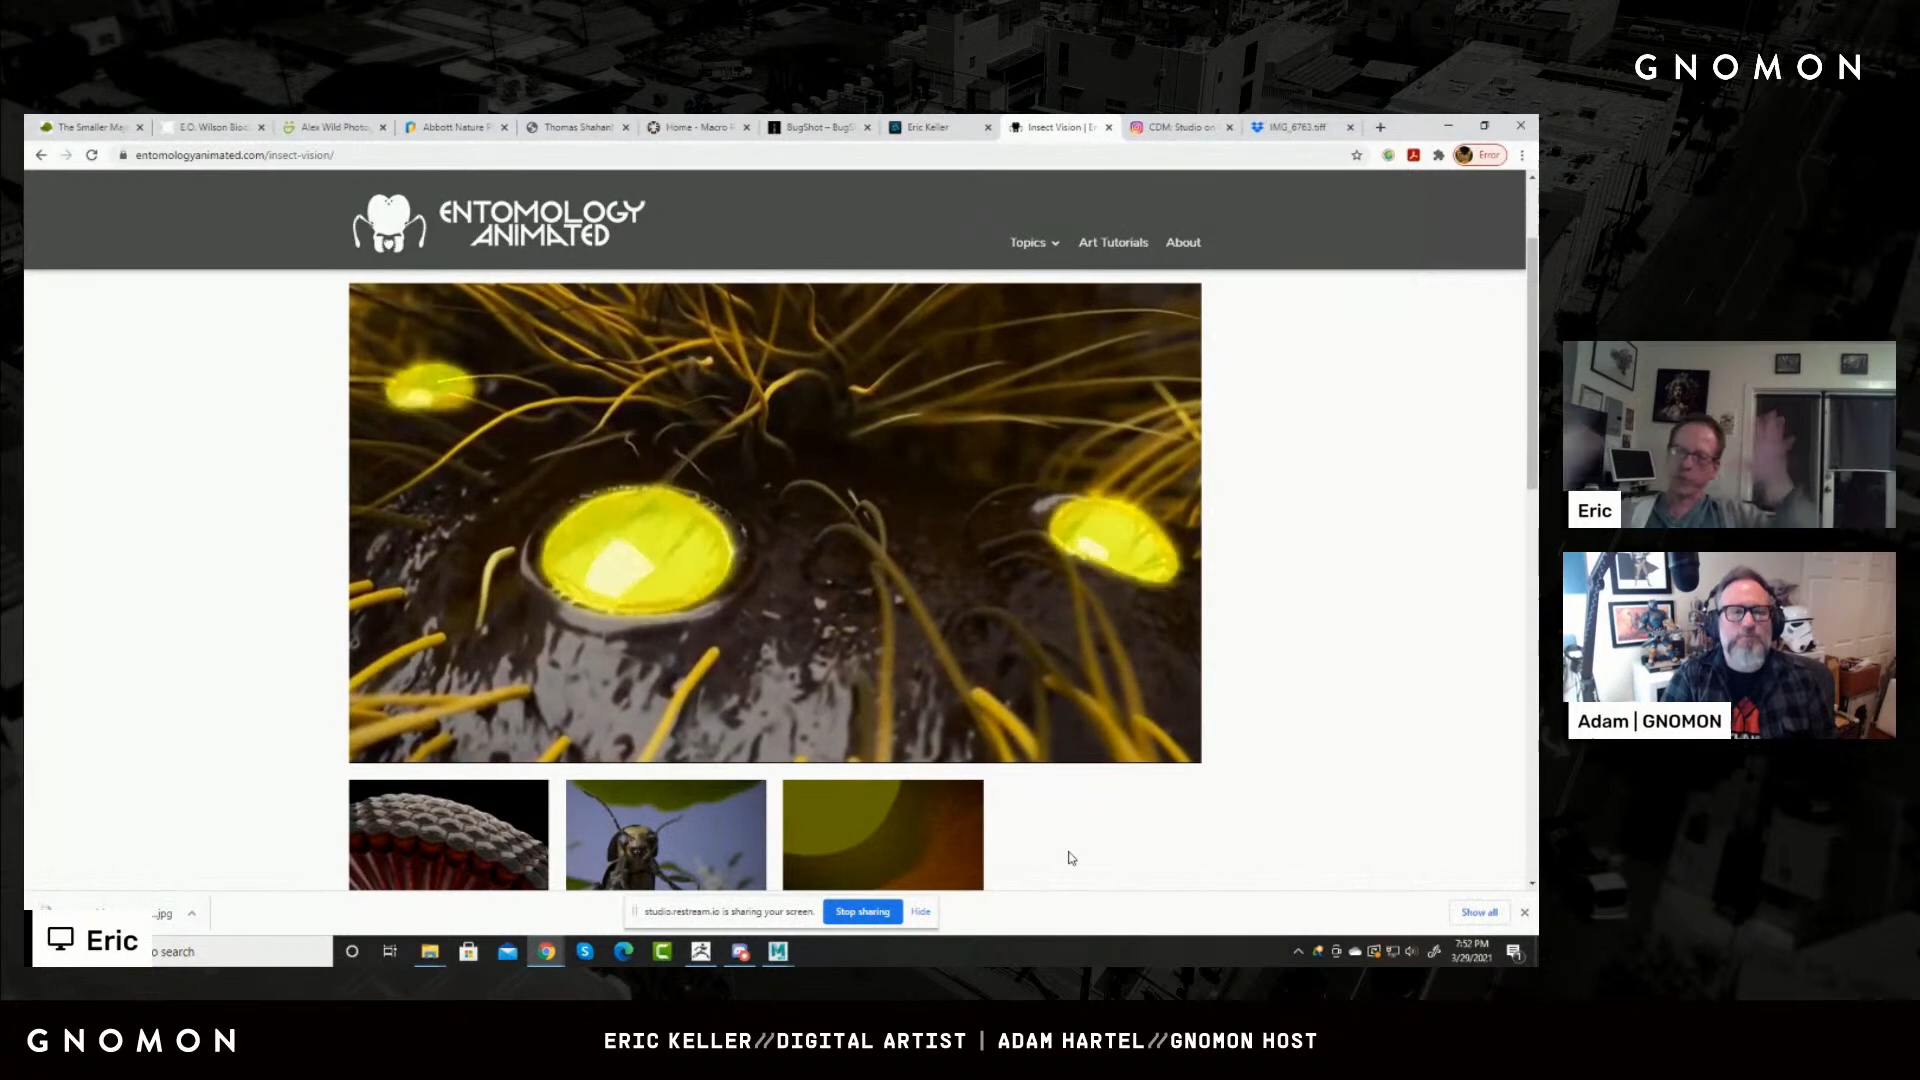 GNOMON
The Smaller Ma
E.O. Wilson Biod
Alex Wild Photo
Abbott Nature P
Thomas Shahan
Home - Macro P
BugShot – BugS
Eric Keller
Insect Vision | En
CDM: Studio on
IMG_6763.tiff
entomologyanimated.com/insect-vision/
Error
ENTOMOLOGY
ANIMATED
Topics
Art Tutorials
About
Eric
Adam | GNOMON
.jpg
studio.restream.io is sharing your screen.
Stop sharing
Hide
Show all
Eric
o search
7:52 PM
3/29/2021
GNOMON
ERIC KELLER//DIGITAL ARTIST | ADAM HARTEL//GNOMON HOST